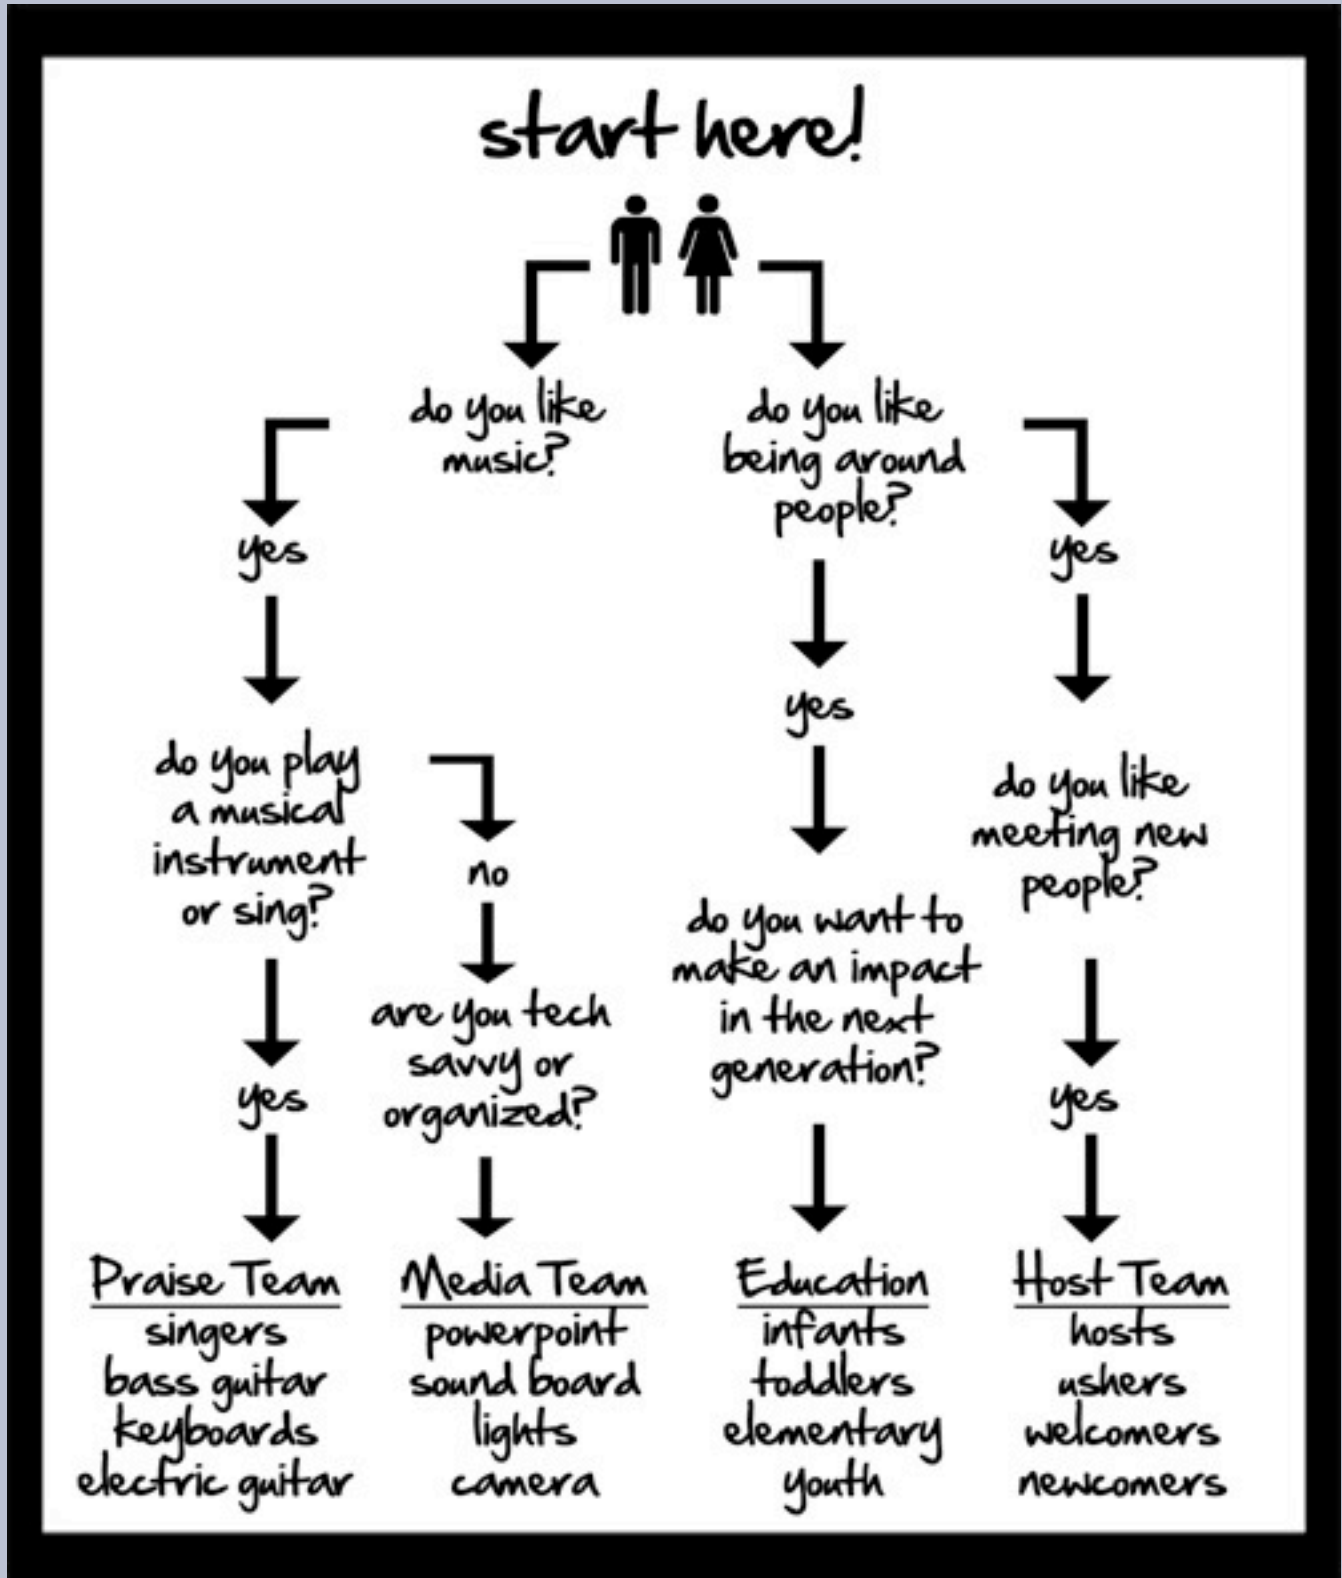 start here!
do you like
music?
do you like
being around
people?
yes
yes
yes
do you play
a musical
instrument
or sing?
no
are you tech
savvy or
organized?
do you want to
make an impact
in the next
generation?
do you like
meeting new
people?
yes
yes
Praise Team
singers
bass guitar
keyboards
electric guitar
Media Team
powerpoint
sound board
lights
camera
Education
infants
toddlers
elementary
youth
Host Team
hosts
ushers
welcomers
newcomers